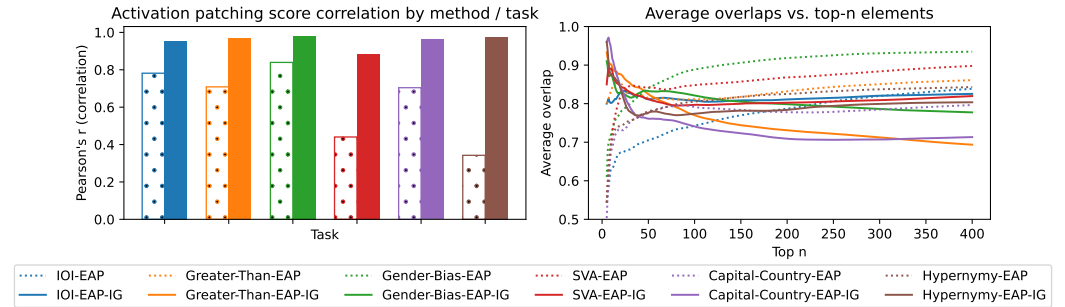 Activation patching score correlation by method / task
Pearson's r (correlation)
1.0
0.8
0.6
0.4
0.2
0.0
Task
Average overlaps vs. top-n elements
Average overlap
1.0
0.9
0.8
0.7
0.6
0.5
0 50 100 150 200 250 300 350 400
Top n
IOI-EAP Greater-Than-EAP Gender-Bias-EAP SVA-EAP Capital-Country-EAP Hypernymy-EAP
IOI-EAP-IG Greater-Than-EAP-IG Gender-Bias-EAP-IG SVA-EAP-IG Capital-Country-EAP-IG Hypernymy-EAP-IG